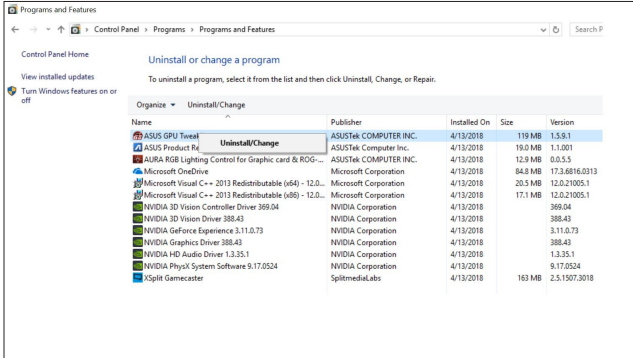 Programs and Features
Control Panel > Programs > Programs and Features
Search P
Control Panel Home
View installed updates
Turn Windows features on or
off
Uninstall or change a program
To uninstall a program, select it from the list and then click Uninstall, Change, or Repair.
Organize Uninstall/Change
Name Publisher Installed On Size Version
ASUS GPU Tweak ASUSTek COMPUTER INC. 4/13/2018 119 MB 1.5.9.1
Uninstall/Change
ASUS Product Re ASUSTek Computer Inc. 4/13/2018 19.0 MB 1.1.001
AURA RGB Lighting Control for Graphic card & ROG-... ASUSTek COMPUTER INC. 4/13/2018 12.9 MB 0.0.5.5
Microsoft OneDrive Microsoft Corporation 4/13/2018 84.8 MB 17.3.6816.0313
Microsoft Visual C++ 2013 Redistributable (x64) - 12.0... Microsoft Corporation 4/13/2018 20.5 MB 12.0.21005.1
Microsoft Visual C++ 2013 Redistributable (x86) - 12.0... Microsoft Corporation 4/13/2018 17.1 MB 12.0.21005.1
NVIDIA 3D Vision Controller Driver 369.04 NVIDIA Corporation 4/13/2018 369.04
NVIDIA 3D Vision Driver 388.43 NVIDIA Corporation 4/13/2018 388.43
NVIDIA GeForce Experience 3.11.0.73 NVIDIA Corporation 4/13/2018 3.11.0.73
NVIDIA Graphics Driver 388.43 NVIDIA Corporation 4/13/2018 388.43
NVIDIA HD Audio Driver 1.3.35.1 NVIDIA Corporation 4/13/2018 1.3.35.1
NVIDIA PhysX System Software 9.17.0524 NVIDIA Corporation 4/13/2018 9.17.0524
XSplit Gamecaster SplitmediaLabs 4/13/2018 163 MB 2.5.1507.3018